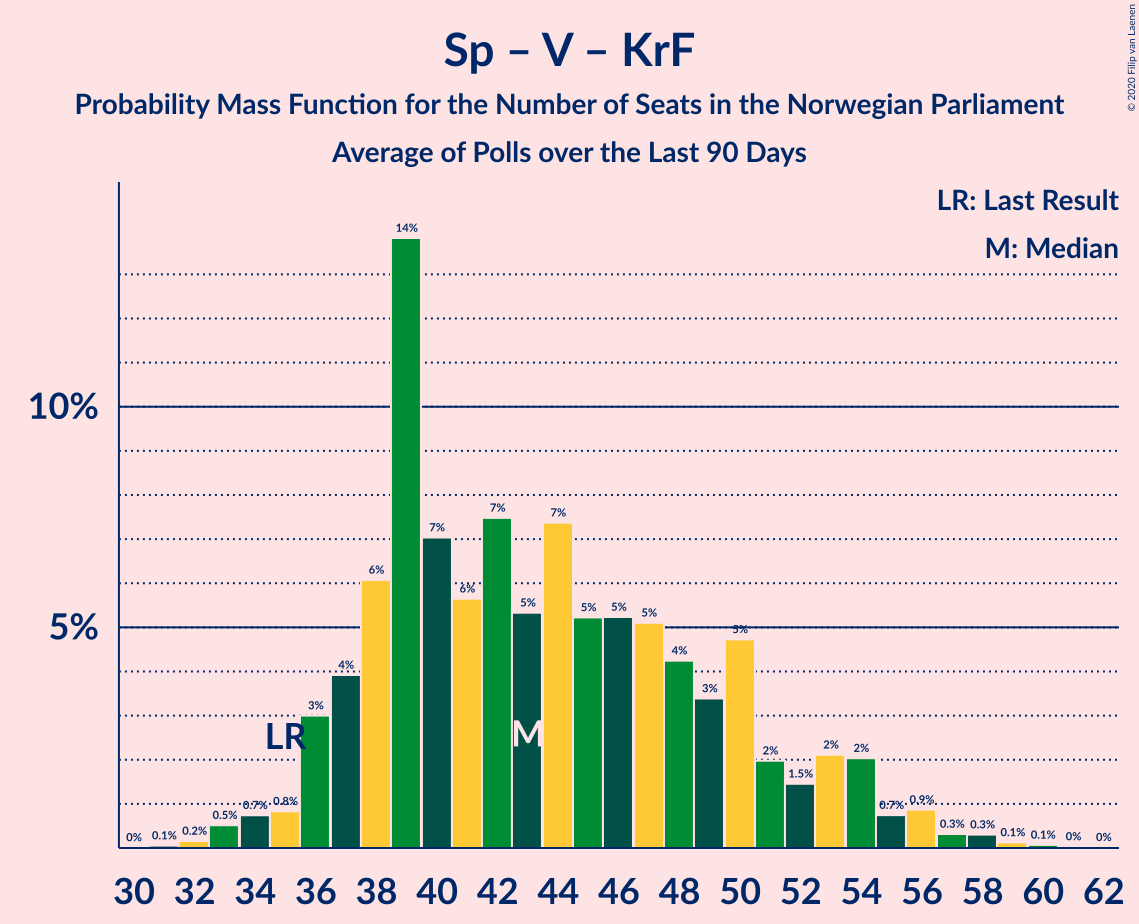 Sp – V – KrF
Probability Mass Function for the Number of Seats in the Norwegian Parliament
Average of Polls over the Last 90 Days
© 2020 Filip van Laenen
LR: Last Result
M: Median
10%
5%
0% 0.1% 0.2% 0.5% 0.7% 0.8% 3% 4% 6% 14% 7% 6% 7% 5% 7% 5% 5% 5% 4% 3% 5% 2% 1.5% 2% 2% 0.7% 0.9% 0.3% 0.3% 0.1% 0.1% 0% 0%
LR M
30 32 34 36 38 40 42 44 46 48 50 52 54 56 58 60 62